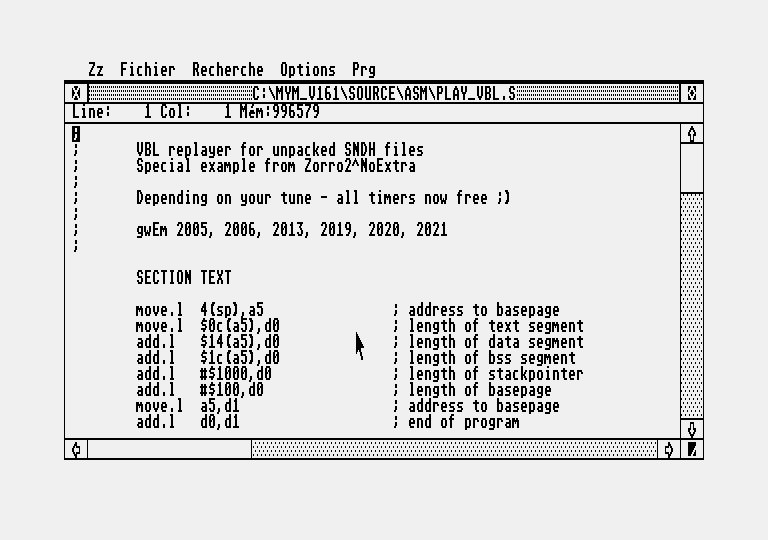 Zz Fichier Recherche Options Prg
C:\MYM_V161\SOURCE\ASM\PLAY_VBL.S
Line: 1 Col: 1 Mém:996579
;
; VBL replayer for unpacked SNDH files
; Special example from Zorro2^NoExtra
;
; Depending on your tune - all timers now free ;)
;
; gwEm 2005, 2006, 2013, 2019, 2020, 2021
;
SECTION TEXT
move.l 4(sp),a5 ; address to basepage
move.l $0c(a5),d0 ; length of text segment
add.l $14(a5),d0 ; length of data segment
add.l $1c(a5),d0 ; length of bss segment
add.l #$1000,d0 ; length of stackpointer
add.l #$100,d0 ; length of basepage
move.l a5,d1 ; address to basepage
add.l d0,d1 ; end of program